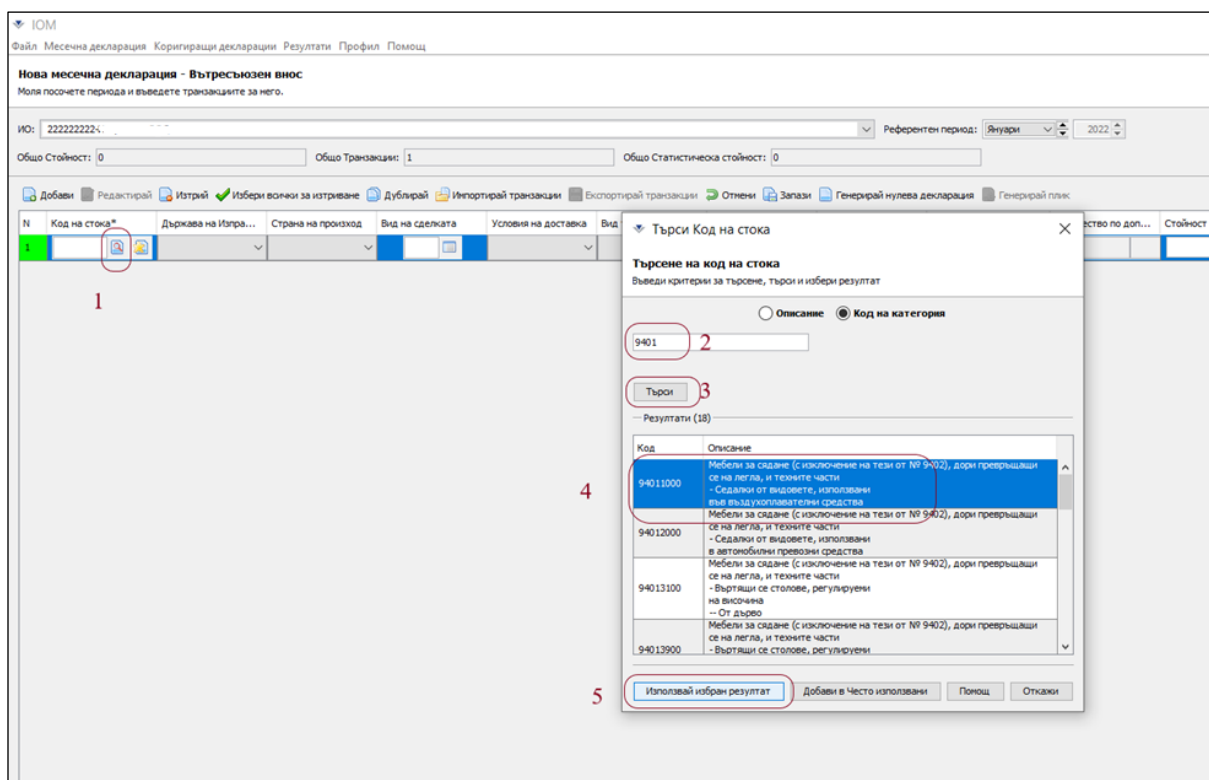 IOM
Файл Месечна декларация Коригиращи декларации Резултати Профил Помощ
Нова месечна декларация - Вътресъюзен внос
Моля посочете периода и въведете транзакциите за него.
ИО: 222222222 Референтен период: Януари 2022
Общо Стойност: 0 Общо Транзакции: 1 Общо Статистическа стойност: 0
Добави Редактирай Изтрий Избери всички за изтриване Дублирай Импортирай транзакции Експортирай транзакции Отмени Запази Генерирай нулева декларация Генерирай плик
N Код на стока* Държава на Изпра... Страна на произход Вид на сделката Условия на доставка Вид ество по доп... Стойност
1
1
Търси Код на стока
Търсене на код на стока
Въведи критерии за търсене, търси и избери резултат
Описание Код на категория
9401 2
Търси 3
Резултати (18)
Код Описание
94011000 Мебели за сядане (с изключение на тези от № 9402), дори превръщащи
се на легла, и техните части
- Седалки от видовете, използвани
във въздухоплавателни средства
4
94012000 Мебели за сядане (с изключение на тези от № 9402), дори превръщащи
се на легла, и техните части
- Седалки от видовете, използвани
в автомобилни превозни средства
94013100 Мебели за сядане (с изключение на тези от № 9402), дори превръщащи
се на легла, и техните части
- Въртящи се столове, регулируеми
на височина
-- От дърво
94013900 Мебели за сядане (с изключение на тези от № 9402), дори превръщащи
се на легла, и техните части
- Въртящи се столове, регулируеми
5 Използвай избран резултат Добави в Често използвани Помощ Откажи